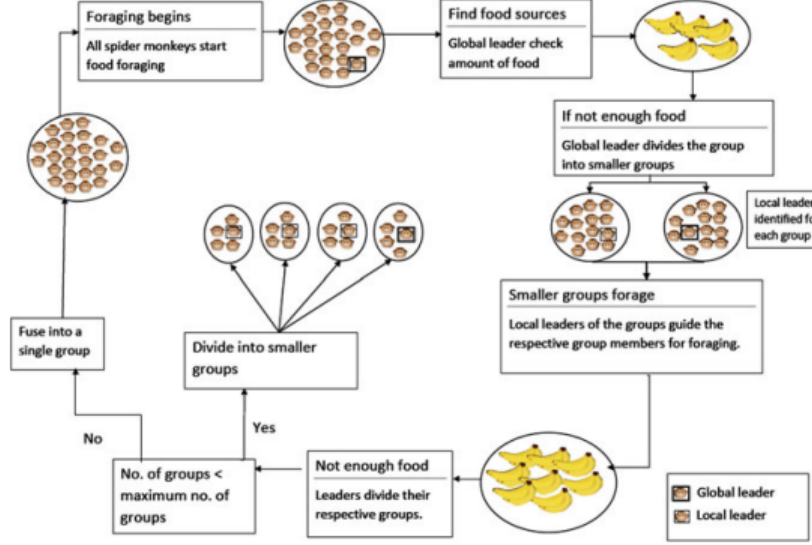 Foraging begins
All spider monkeys start
food foraging
Find food sources
Global leader check
amount of food
If not enough food
Global leader divides the group
into smaller groups
Local leader
identified
each group
Smaller groups forage
Local leaders of the groups guide the
respective group members for foraging.
Divide into smaller
groups
Fuse into a
single group
Yes
No
No. of groups <
maximum no. of
groups
Not enough food
Leaders divide their
respective groups.
Global leader
Local leader